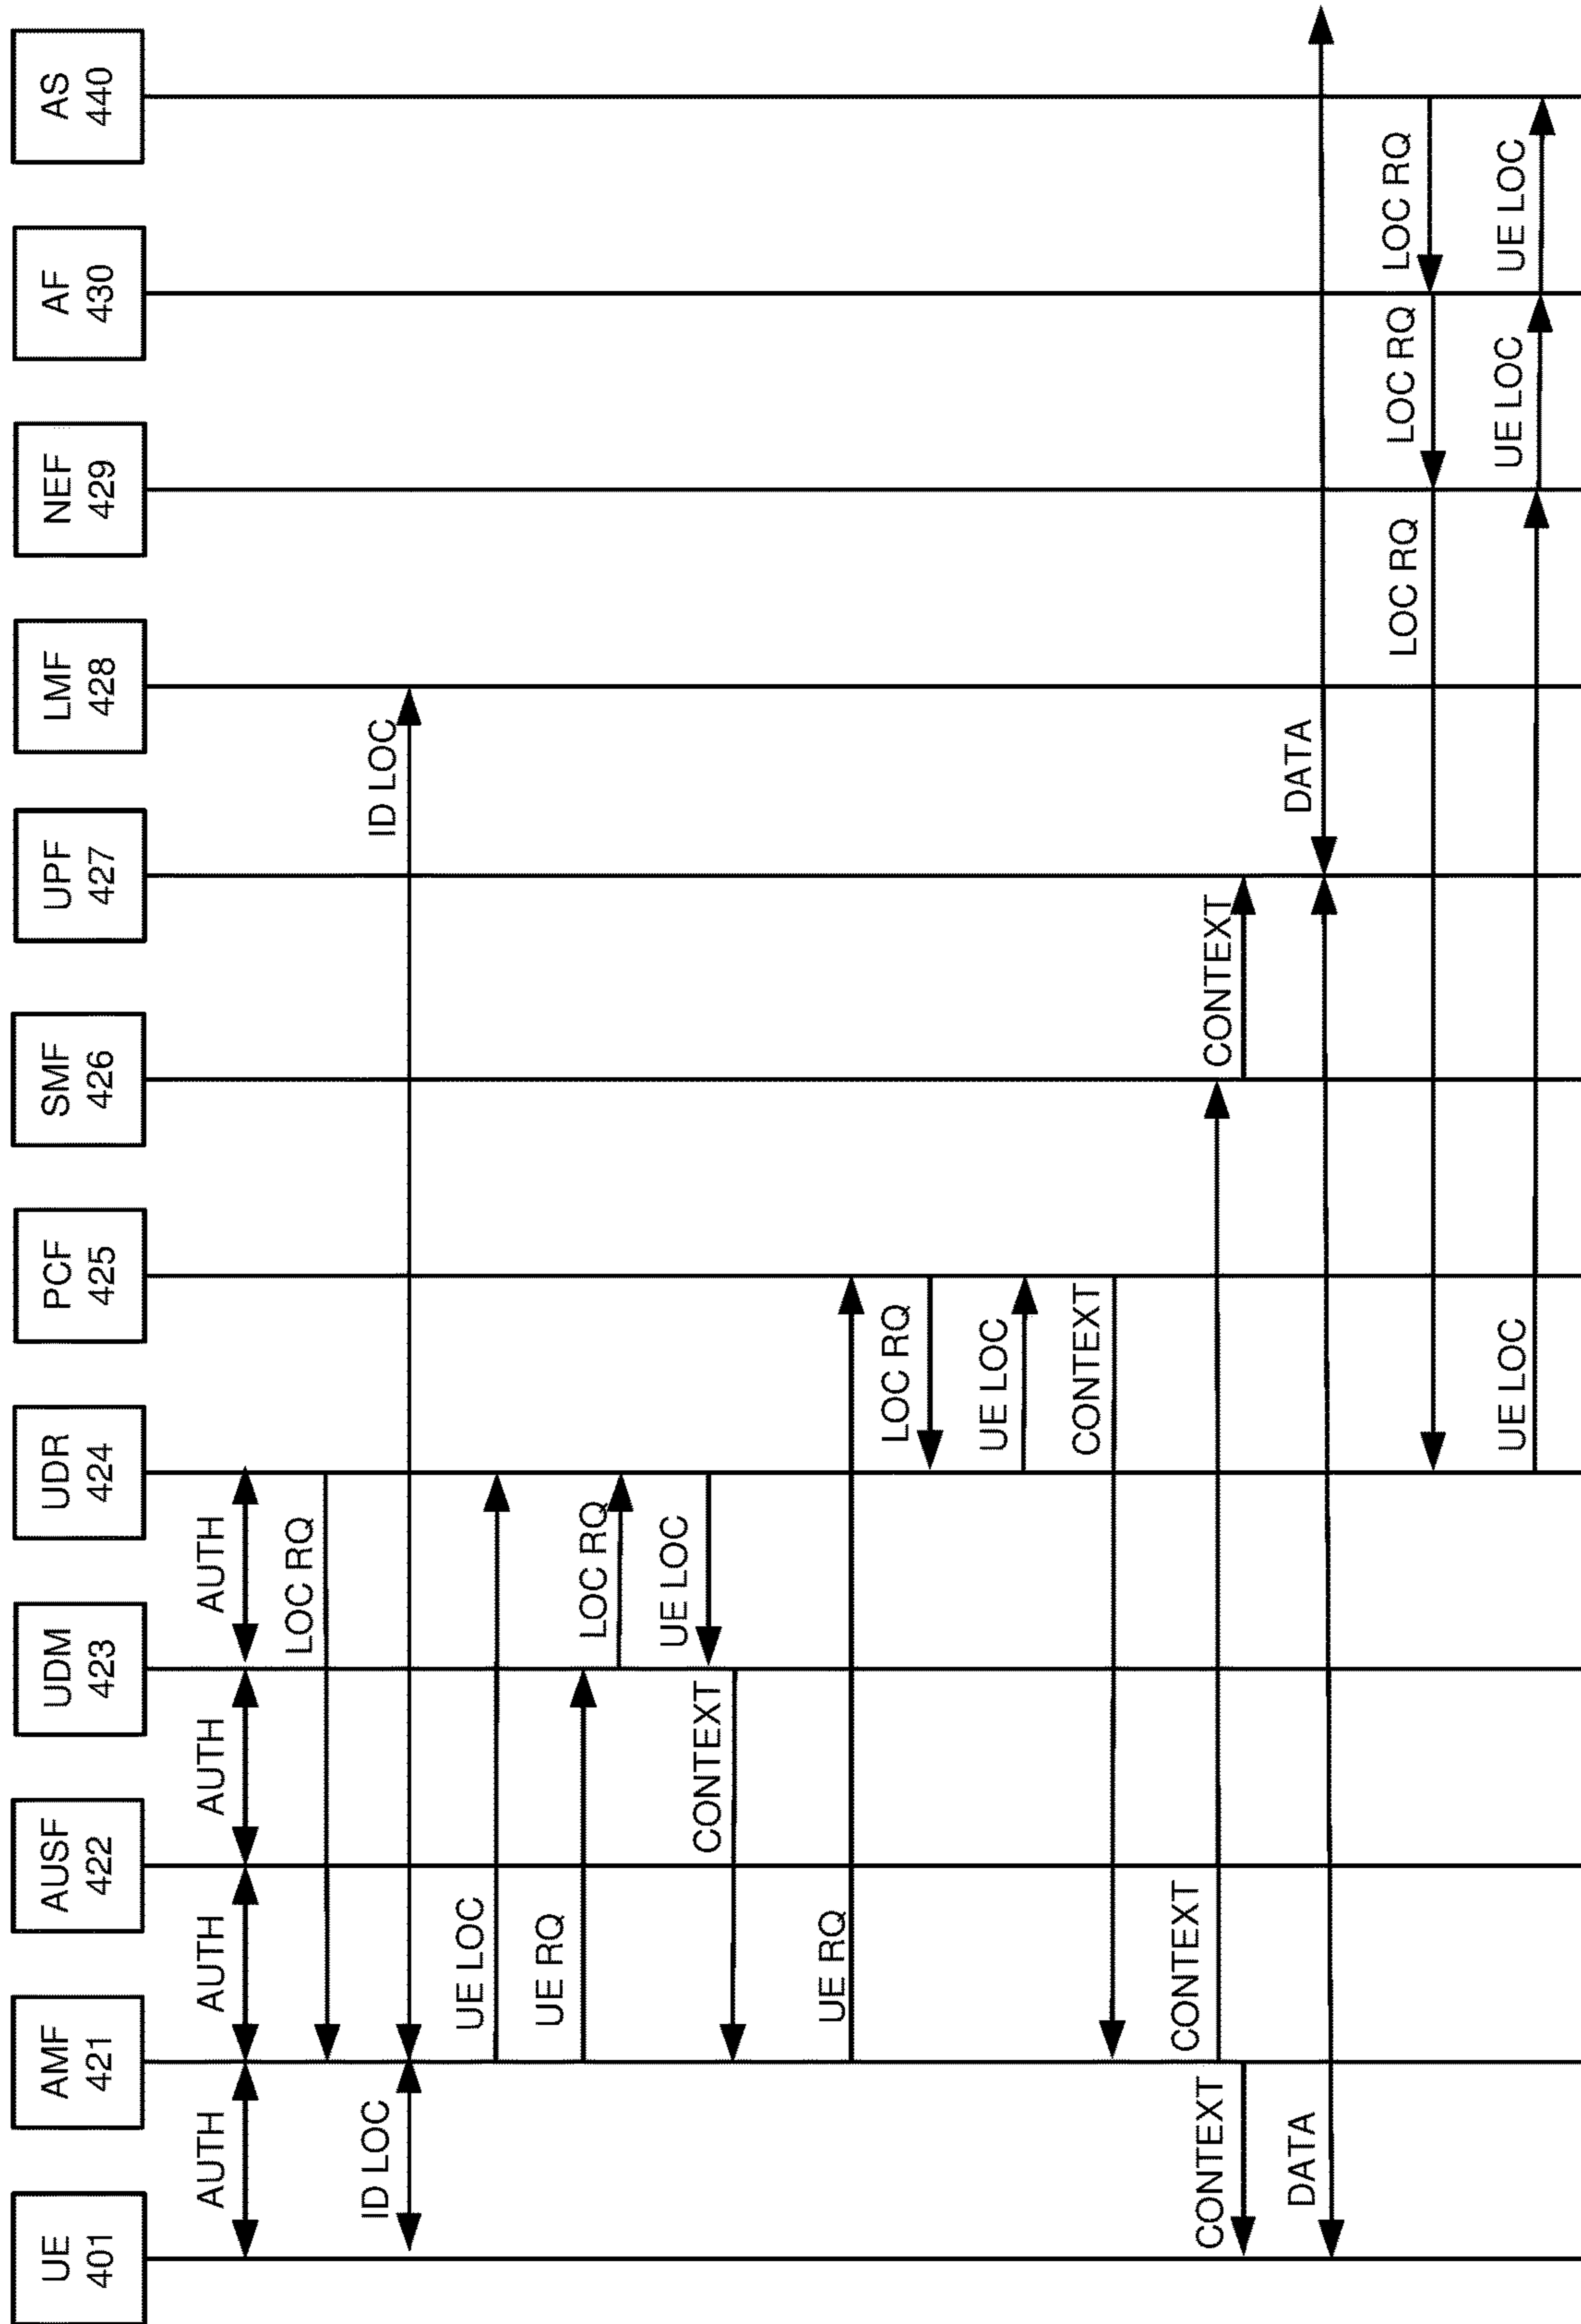 UE
401
AMF
421
AUSF
422
UDM
423
UDR
424
PCF
425
SMF
426
UPF
427
LMF
428
NEF
429
AF
430
AS
440
AUTH
AUTH
AUTH
AUTH
LOC RQ
ID LOC
ID LOC
UE LOC
UE RQ
LOC RQ
UE LOC
CONTEXT
UE RQ
LOC RQ
UE LOC
CONTEXT
CONTEXT
CONTEXT
CONTEXT
DATA
DATA
LOC RQ
LOC RQ
LOC RQ
UE LOC
UE LOC
UE LOC